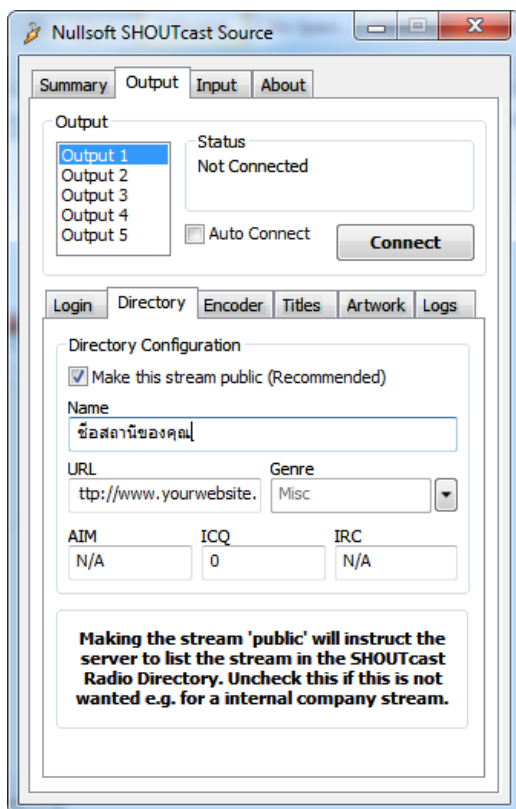 Nullsoft SHOUTcast Source
Summary Output Input About
Output
Output 1
Output 2
Output 3
Output 4
Output 5
Status
Not Connected
Auto Connect
Connect
Login Directory Encoder Titles Artwork Logs
Directory Configuration
Make this stream public (Recommended)
Name
ชื่อสถานีของคุณ
URL Genre
ttp://www.yourwebsite. Misc
AIM ICQ IRC
N/A 0 N/A
Making the stream 'public' will instruct the
server to list the stream in the SHOUTcast
Radio Directory. Uncheck this if this is not
wanted e.g. for a internal company stream.